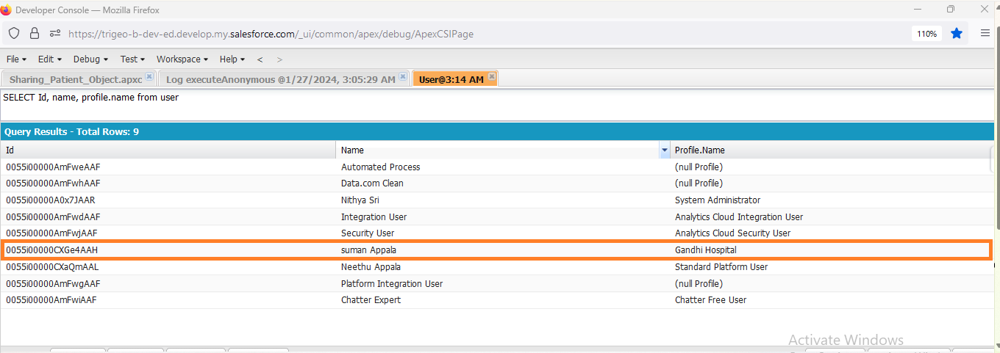 Developer Console — Mozilla Firefox
https://trigeo-b-dev-ed.develop.my.salesforce.com/_ui/common/apex/debug/ApexCSIPage 110%
File Edit Debug Test Workspace Help < >
Sharing_Patient_Object.apxc Log executeAnonymous @1/27/2024, 3:05:29 AM User@3:14 AM
SELECT Id, name, profile.name from user
Query Results - Total Rows: 9
Id Name Profile.Name
0055i00000AmFweAAF Automated Process (null Profile)
0055i00000AmFwhAAF Data.com Clean (null Profile)
0055i00000A0x7JAAR Nithya Sri System Administrator
0055i00000AmFwdAAF Integration User Analytics Cloud Integration User
0055i00000AmFwjAAF Security User Analytics Cloud Security User
0055i00000CXGe4AAH suman Appala Gandhi Hospital
0055i00000CXaQmAAL Neethu Appala Standard Platform User
0055i00000AmFwgAAF Platform Integration User (null Profile)
0055i00000AmFwiAAF Chatter Expert Chatter Free User
Activate Windows